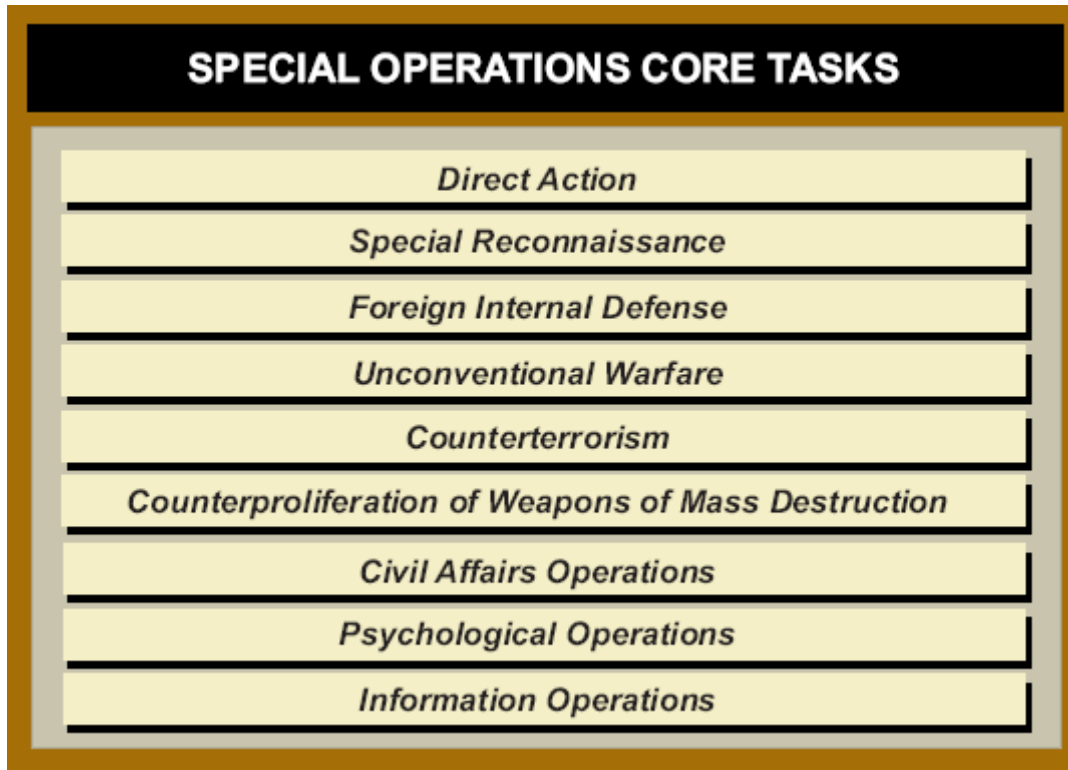 SPECIAL OPERATIONS CORE TASKS
Direct Action
Special Reconnaissance
Foreign Internal Defense
Unconventional Warfare
Counterterrorism
Counterproliferation of Weapons of Mass Destruction
Civil Affairs Operations
Psychological Operations
Information Operations